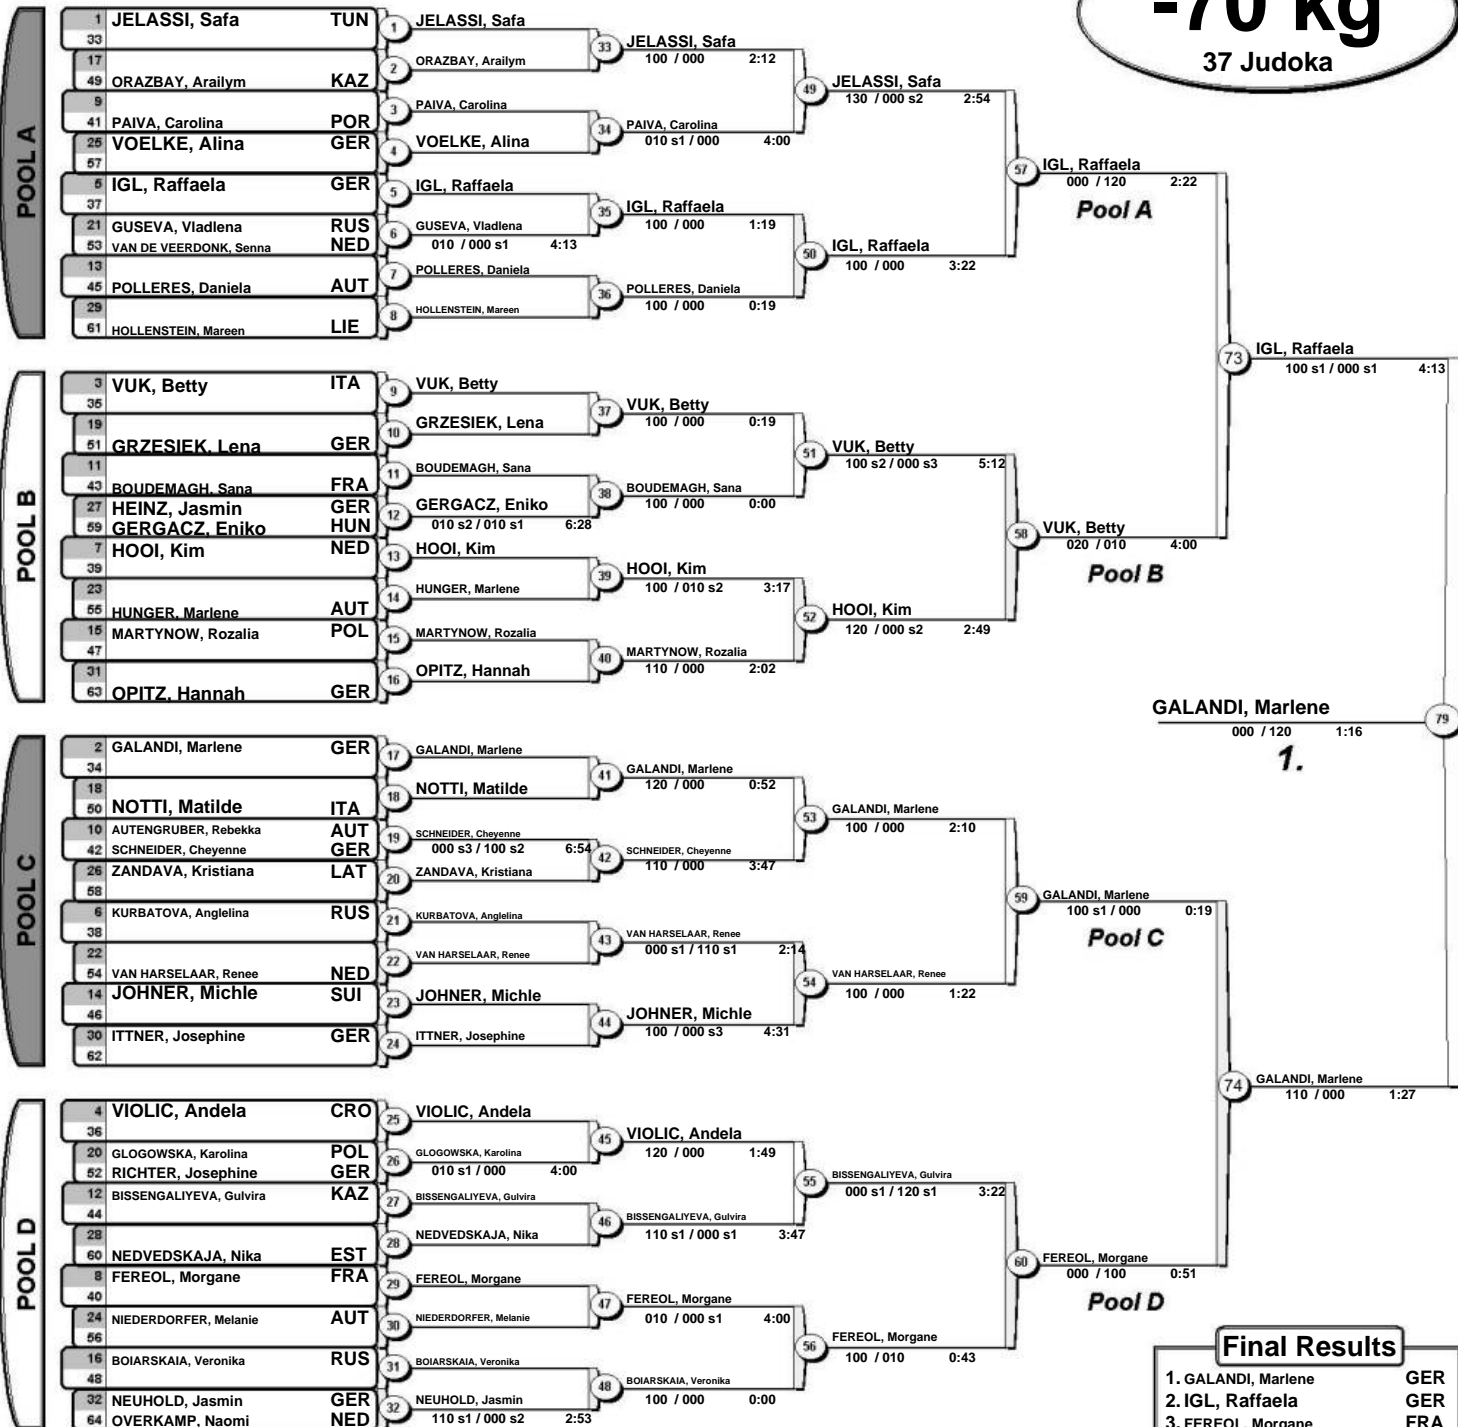 -70 kg
37 Judoka
POOL A
1 JELASSI, Safa TUN
33
17
49 ORAZBAY, Arailym KAZ
9
41 PAIVA, Carolina POR
25 VOELKE, Alina GER
57
5 IGL, Raffaela GER
37
21 GUSEVA, Vladlena RUS
53 VAN DE VEERDONK, Senna NED
13
45 POLLERES, Daniela AUT
29
61 HOLLENSTEIN, Mareen LIE
1 JELASSI, Safa
2 ORAZBAY, Arailym
3 PAIVA, Carolina
4 VOELKE, Alina
5 IGL, Raffaela
6 GUSEVA, Vladlena
010 / 000 s1 4:13
7 POLLERES, Daniela
8 HOLLENSTEIN, Mareen
33 JELASSI, Safa
100 / 000 2:12
34 PAIVA, Carolina
010 s1 / 000 4:00
35 IGL, Raffaela
100 / 000 1:19
36 POLLERES, Daniela
100 / 000 0:19
49 JELASSI, Safa
130 / 000 s2 2:54
50 IGL, Raffaela
100 / 000 3:22
57 IGL, Raffaela
000 / 120 2:22
Pool A
POOL B
3 VUK, Betty ITA
35
19
51 GRZESIEK, Lena GER
11
43 BOUDEMAGH, Sana FRA
27 HEINZ, Jasmin GER
59 GERGACZ, Eniko HUN
7 HOOI, Kim NED
39
23
55 HUNGER, Marlene AUT
15 MARTYNOW, Rozalia POL
47
31
63 OPITZ, Hannah GER
9 VUK, Betty
10 GRZESIEK, Lena
11 BOUDEMAGH, Sana
12 GERGACZ, Eniko
010 s2 / 010 s1 6:28
13 HOOI, Kim
14 HUNGER, Marlene
15 MARTYNOW, Rozalia
16 OPITZ, Hannah
37 VUK, Betty
100 / 000 0:19
38 BOUDEMAGH, Sana
100 / 000 0:00
39 HOOI, Kim
100 / 010 s2 3:17
40 MARTYNOW, Rozalia
110 / 000 2:02
51 VUK, Betty
100 s2 / 000 s3 5:12
52 HOOI, Kim
120 / 000 s2 2:49
58 VUK, Betty
020 / 010 4:00
Pool B
73 IGL, Raffaela
100 s1 / 000 s1 4:13
GALANDI, Marlene 79
000 / 120 1:16
1.
POOL C
2 GALANDI, Marlene GER
34
18
50 NOTTI, Matilde ITA
10 AUTENGRUBER, Rebekka AUT
42 SCHNEIDER, Cheyenne GER
26 ZANDAVA, Kristiana LAT
58
6 KURBATOVA, Anglelina RUS
38
22
54 VAN HARSELAAR, Renee NED
14 JOHNER, Michle SUI
46
30 ITTNER, Josephine GER
62
17 GALANDI, Marlene
18 NOTTI, Matilde
19 SCHNEIDER, Cheyenne
000 s3 / 100 s2 6:54
20 ZANDAVA, Kristiana
21 KURBATOVA, Anglelina
22 VAN HARSELAAR, Renee
23 JOHNER, Michle
24 ITTNER, Josephine
41 GALANDI, Marlene
120 / 000 0:52
42 SCHNEIDER, Cheyenne
110 / 000 3:47
43 VAN HARSELAAR, Renee
000 s1 / 110 s1 2:14
44 JOHNER, Michle
100 / 000 s3 4:31
53 GALANDI, Marlene
100 / 000 2:10
54 VAN HARSELAAR, Renee
100 / 000 1:22
59 GALANDI, Marlene
100 s1 / 000 0:19
Pool C
POOL D
4 VIOLIC, Andela CRO
36
20 GLOGOWSKA, Karolina POL
52 RICHTER, Josephine GER
12 BISSENGALIYEVA, Gulvira KAZ
44
28
60 NEDVEDSKAJA, Nika EST
8 FEREOL, Morgane FRA
40
24 NIEDERDORFER, Melanie AUT
56
16 BOIARSKAIA, Veronika RUS
48
32 NEUHOLD, Jasmin GER
64 OVERKAMP, Naomi NED
25 VIOLIC, Andela
26 GLOGOWSKA, Karolina
010 s1 / 000 4:00
27 BISSENGALIYEVA, Gulvira
28 NEDVEDSKAJA, Nika
29 FEREOL, Morgane
30 NIEDERDORFER, Melanie
31 BOIARSKAIA, Veronika
32 NEUHOLD, Jasmin
110 s1 / 000 s2 2:53
45 VIOLIC, Andela
120 / 000 1:49
46 BISSENGALIYEVA, Gulvira
110 s1 / 000 s1 3:47
47 FEREOL, Morgane
010 / 000 s1 4:00
48 BOIARSKAIA, Veronika
100 / 000 0:00
55 BISSENGALIYEVA, Gulvira
000 s1 / 120 s1 3:22
56 FEREOL, Morgane
100 / 010 0:43
60 FEREOL, Morgane
000 / 100 0:51
Pool D
74 GALANDI, Marlene
110 / 000 1:27
Final Results
1. GALANDI, Marlene GER
2. IGL, Raffaela GER
3. FEREOL, Morgane FRA